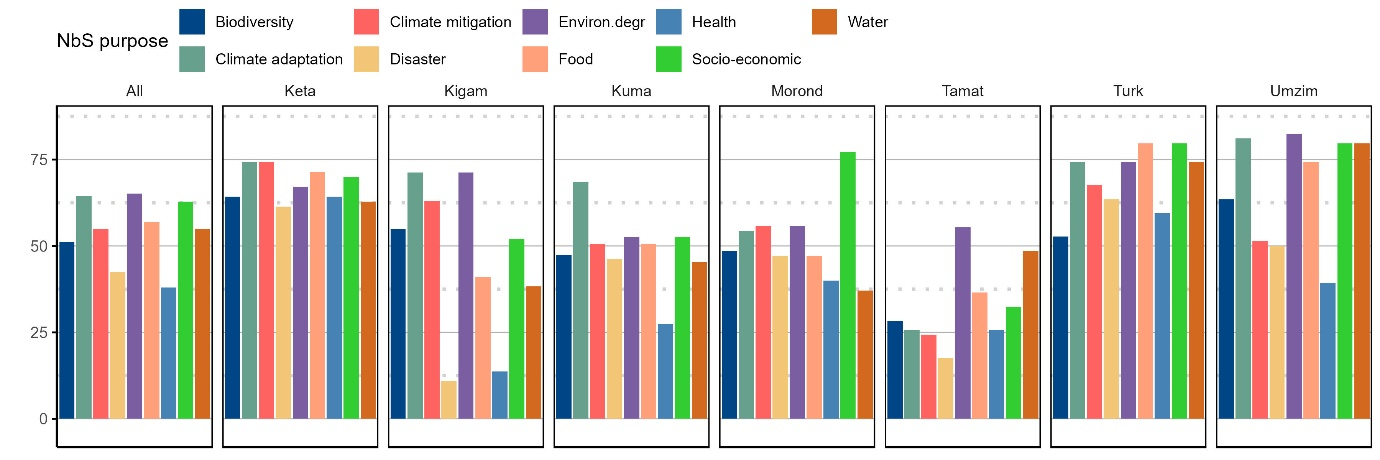 NbS purpose
Biodiversity Climate mitigation Environ.degr Health Water
Climate adaptation Disaster Food Socio-economic
All Keta Kigam Kuma Morond Tamat Turk Umzim
75
50
25
0